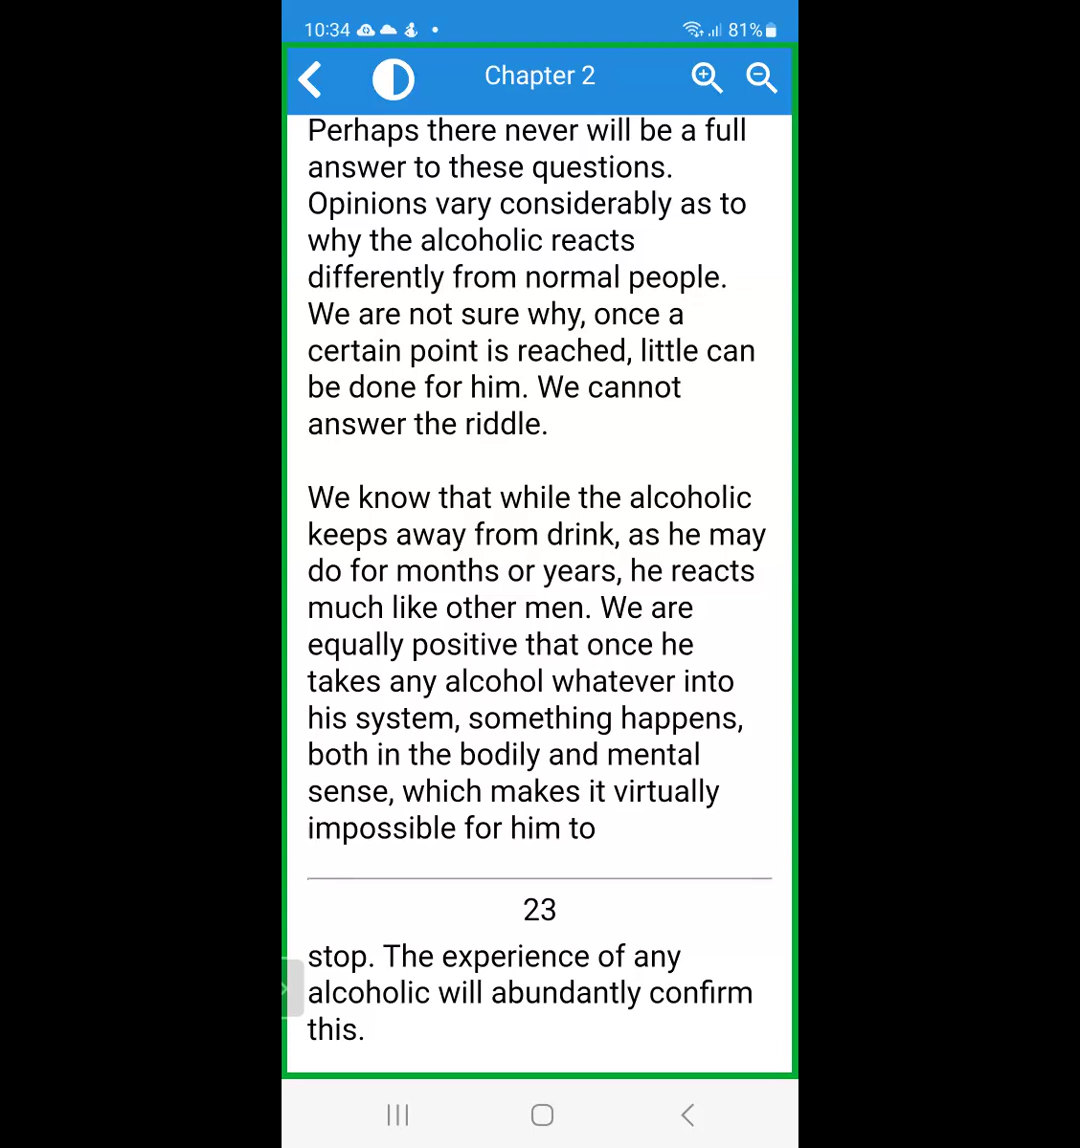 10:34 81%
Chapter 2
Perhaps there never will be a full
answer to these questions.
Opinions vary considerably as to
why the alcoholic reacts
differently from normal people.
We are not sure why, once a
certain point is reached, little can
be done for him. We cannot
answer the riddle.
We know that while the alcoholic
keeps away from drink, as he may
do for months or years, he reacts
much like other men. We are
equally positive that once he
takes any alcohol whatever into
his system, something happens,
both in the bodily and mental
sense, which makes it virtually
impossible for him to
23
stop. The experience of any
alcoholic will abundantly confirm
this.